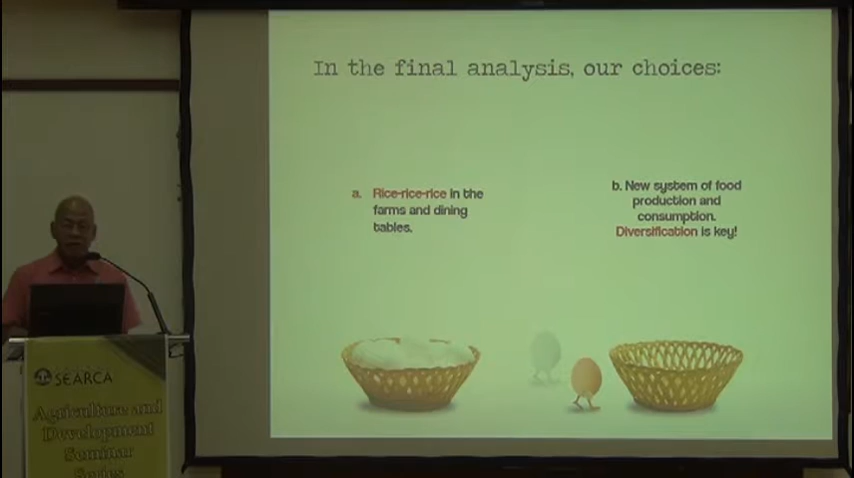 In the final analysis, our choices:
a. Rice-rice-rice in the
farms and dining
tables.
b. New system of food
production and
consumption.
Diversification is key!
SEARCA
Agriculture and
Development
Seminar
Series